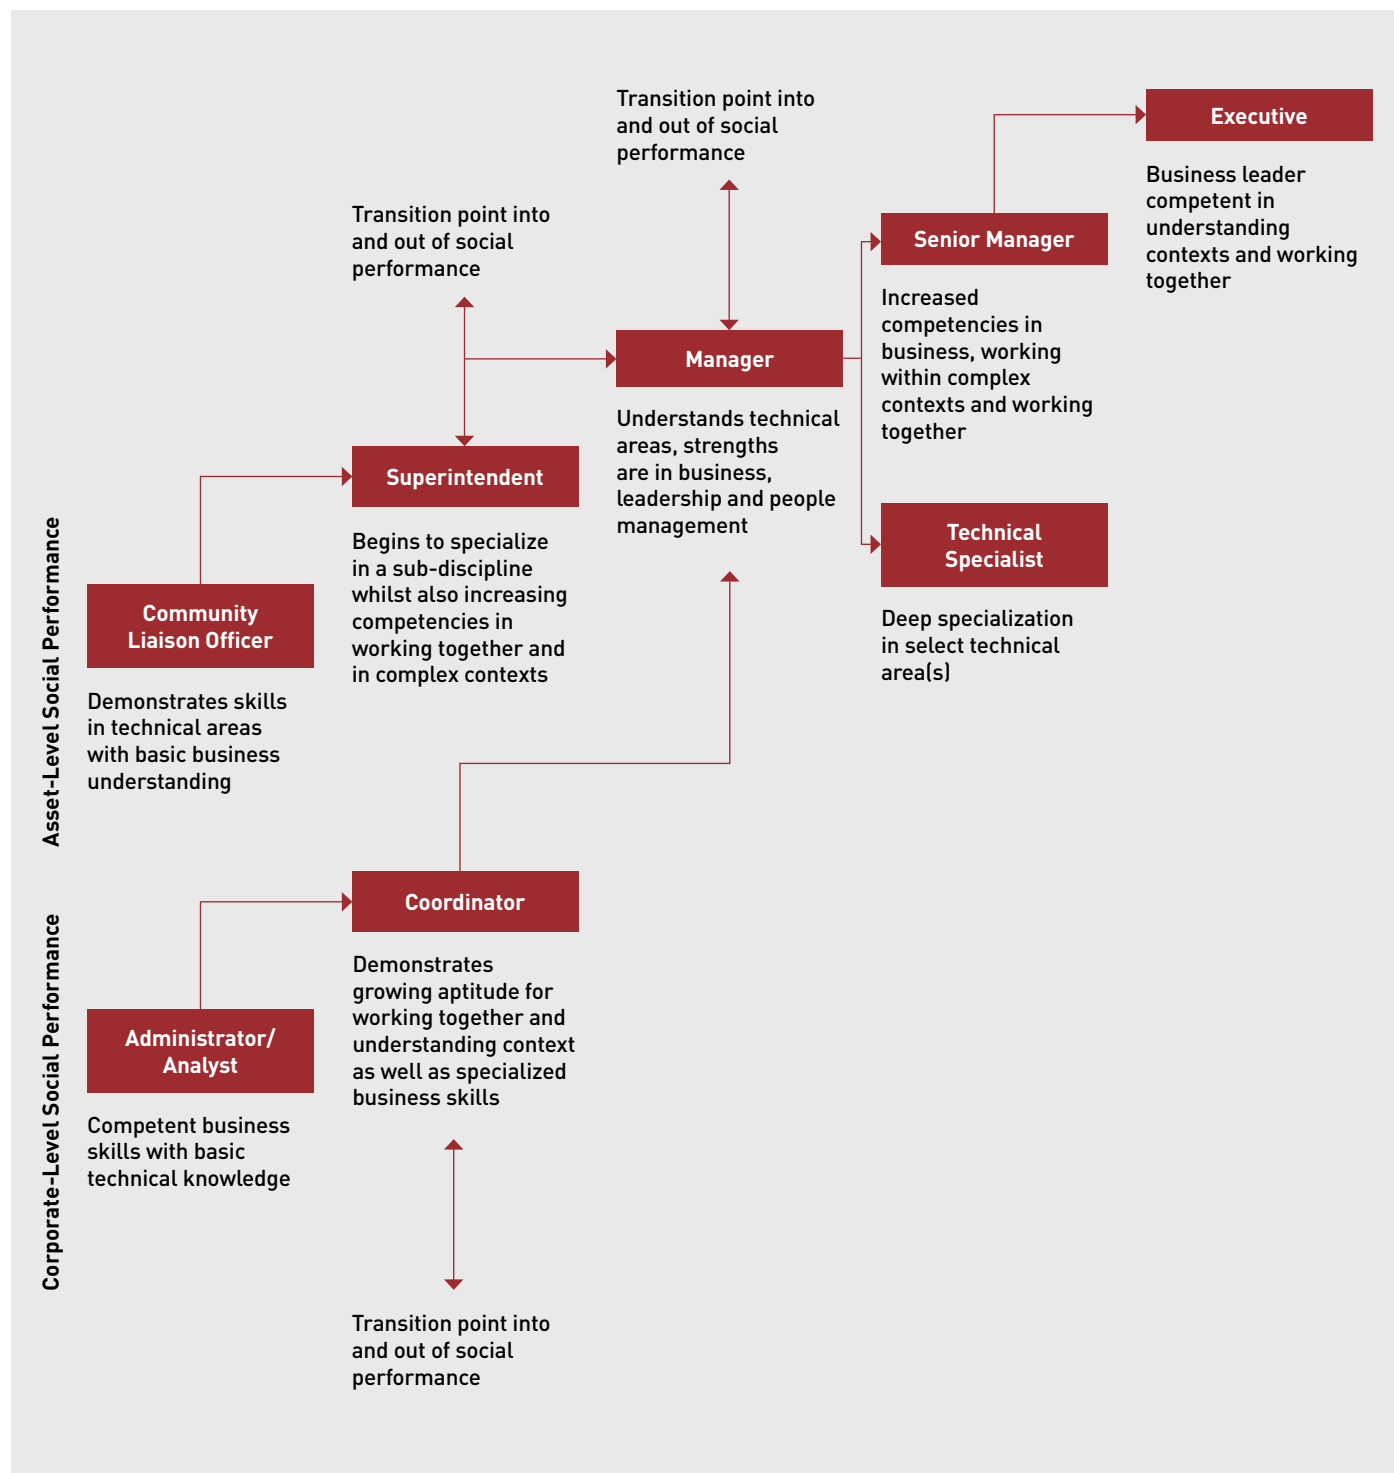 Transition point into
and out of social
performance
Executive
Business leader
competent in
understanding
contexts and working
together
Transition point into
and out of social
performance
Senior Manager
Increased
competencies in
business, working
within complex
contexts and working
together
Manager
Understands technical
areas, strengths
are in business,
leadership and people
management
Superintendent
Begins to specialize
in a sub-discipline
whilst also increasing
competencies in
working together and
in complex contexts
Technical
Specialist
Deep specialization
in select technical
area(s)
Asset-Level Social Performance
Community
Liaison Officer
Demonstrates skills
in technical areas
with basic business
understanding
Corporate-Level Social Performance
Coordinator
Demonstrates
growing aptitude for
working together and
understanding context
as well as specialized
business skills
Administrator/
Analyst
Competent business
skills with basic
technical knowledge
Transition point into
and out of social
performance